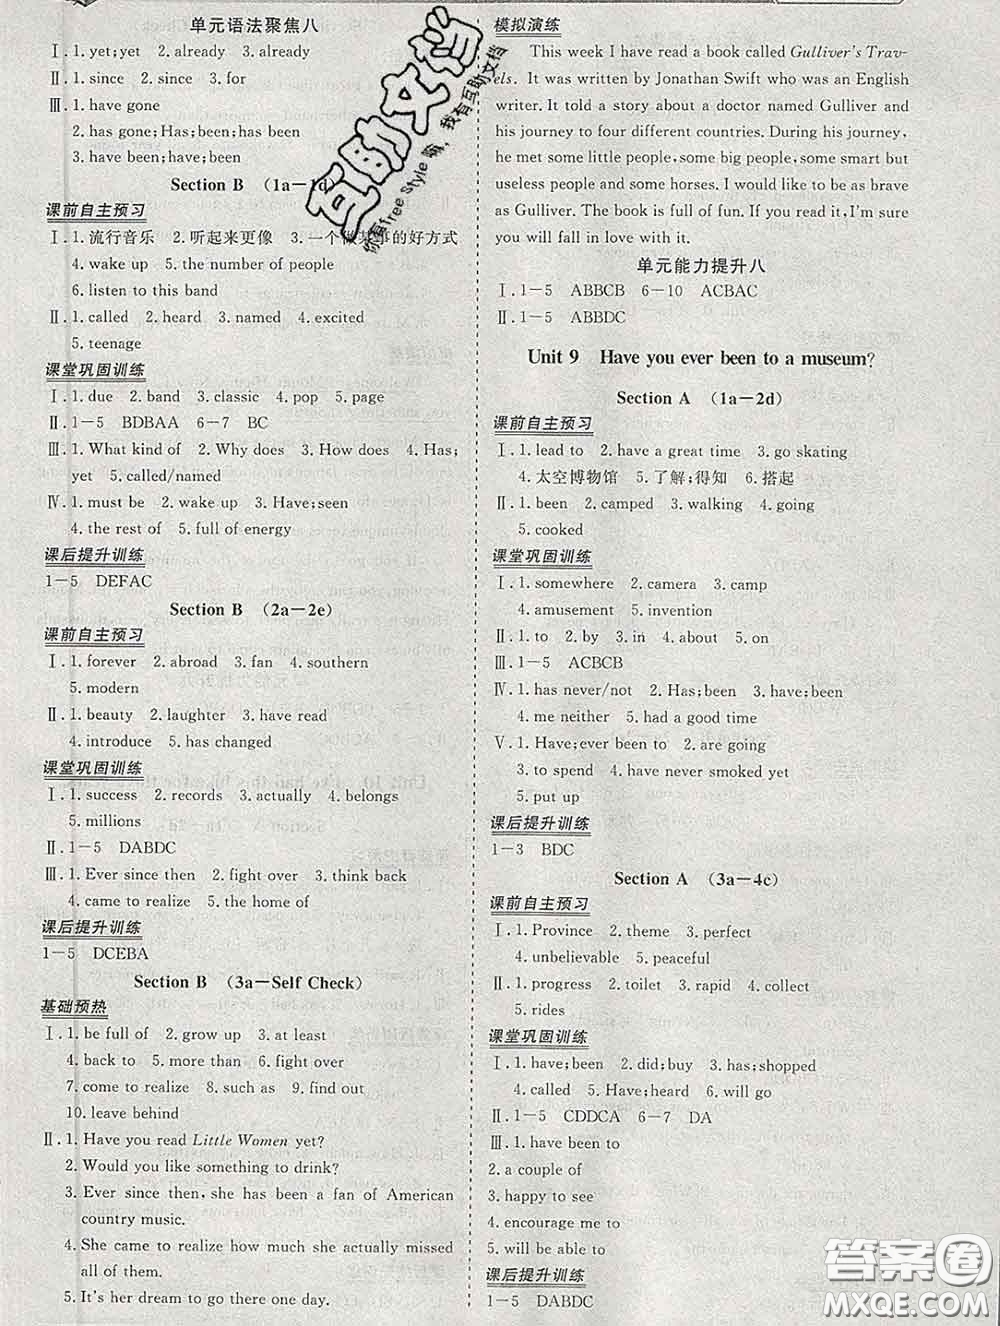 单元语法聚焦八
Ⅰ. 1. yet;yet 2. already 3. already
Ⅱ. 1. since 2. since 3. for
Ⅲ. 1. have gone
2. has gone;Has;been;has been
3. have been;have;been
Section B (1a—1d)
课前自主预习
Ⅰ. 1. 流行音乐 2. 听起来更像 3. 一个做某事的好方式
4. wake up 5. the number of people
6. listen to this band
Ⅱ. 1. called 2. heard 3. named 4. excited
5. teenage
课堂巩固训练
Ⅰ. 1. due 2. band 3. classic 4. pop 5. page
Ⅱ. 1—5 BDBAA 6—7 BC
Ⅲ. 1. What kind of 2. Why does 3. How does 4. Has;
yet 5. called/named
Ⅳ. 1. must be 2. wake up 3. Have;seen
4. the rest of 5. full of energy
课后提升训练
1—5 DEFAC
Section B (2a—2e)
课前自主预习
Ⅰ. 1. forever 2. abroad 3. fan 4. southern
5. modern
Ⅱ. 1. beauty 2. laughter 3. have read
4. introduce 5. has changed
课堂巩固训练
Ⅰ. 1. success 2. records 3. actually 4. belongs
5. millions
Ⅱ. 1—5 DABDC
Ⅲ. 1. Ever since then 2. fight over 3. think back
4. came to realize 5. the home of
课后提升训练
1—5 DCEBA
Section B (3a—Self Check)
基础预热
Ⅰ. 1. be full of 2. grow up 3. at least
4. back to 5. more than 6. fight over
7. come to realize 8. such as 9. find out
10. leave behind
Ⅱ. 1. Have you read Little Women yet?
2. Would you like something to drink?
3. Ever since then, she has been a fan of American
country music.
4. She came to realize how much she actually missed
all of them.
5. It's her dream to go there one day.
模拟演练
This week I have read a book called Gulliver's Trav-
els. It was written by Jonathan Swift who was an English
writer. It told a story about a doctor named Gulliver and
his journey to four different countries. During his journey,
he met some little people, some big people, some smart but
useless people and some horses. I would like to be as brave
as Gulliver. The book is full of fun. If you read it, I'm sure
you will fall in love with it.
单元能力提升八
Ⅰ. 1—5 ABBCB 6—10 ACBAC
Ⅱ. 1—5 ABBDC
Unit 9 Have you ever been to a museum?
Section A (1a—2d)
课前自主预习
Ⅰ. 1. lead to 2. have a great time 3. go skating
4. 太空博物馆 5. 了解;得知 6. 搭起
Ⅱ. 1. been 2. camped 3. walking 4. going
5. cooked
课堂巩固训练
Ⅰ. 1. somewhere 2. camera 3. camp
4. amusement 5. invention
Ⅱ. 1. to 2. by 3. in 4. about 5. on
Ⅲ. 1—5 ACBCB
Ⅳ. 1. has never/not 2. Has;been 3. have;been
4. me neither 5. had a good time
Ⅴ. 1. Have;ever been to 2. are going
3. to spend 4. have never smoked yet
5. put up
课后提升训练
1—3 BDC
Section A (3a—4c)
课前自主预习
Ⅰ. 1. Province 2. theme 3. perfect
4. unbelievable 5. peaceful
Ⅱ. 1. progress 2. toilet 3. rapid 4. collect
5. rides
课堂巩固训练
Ⅰ. 1. have;been 2. did;buy 3. has;shopped
4. called 5. Have;heard 6. will go
Ⅱ. 1—5 CDDCA 6—7 DA
Ⅲ. 1. have been to
2. a couple of
3. happy to see
4. encourage me to
5. will be able to
课后提升训练
1—5 DABDC
互助文档
你有free Style嘛，我有互助文档
答案圈
MXQE.COM